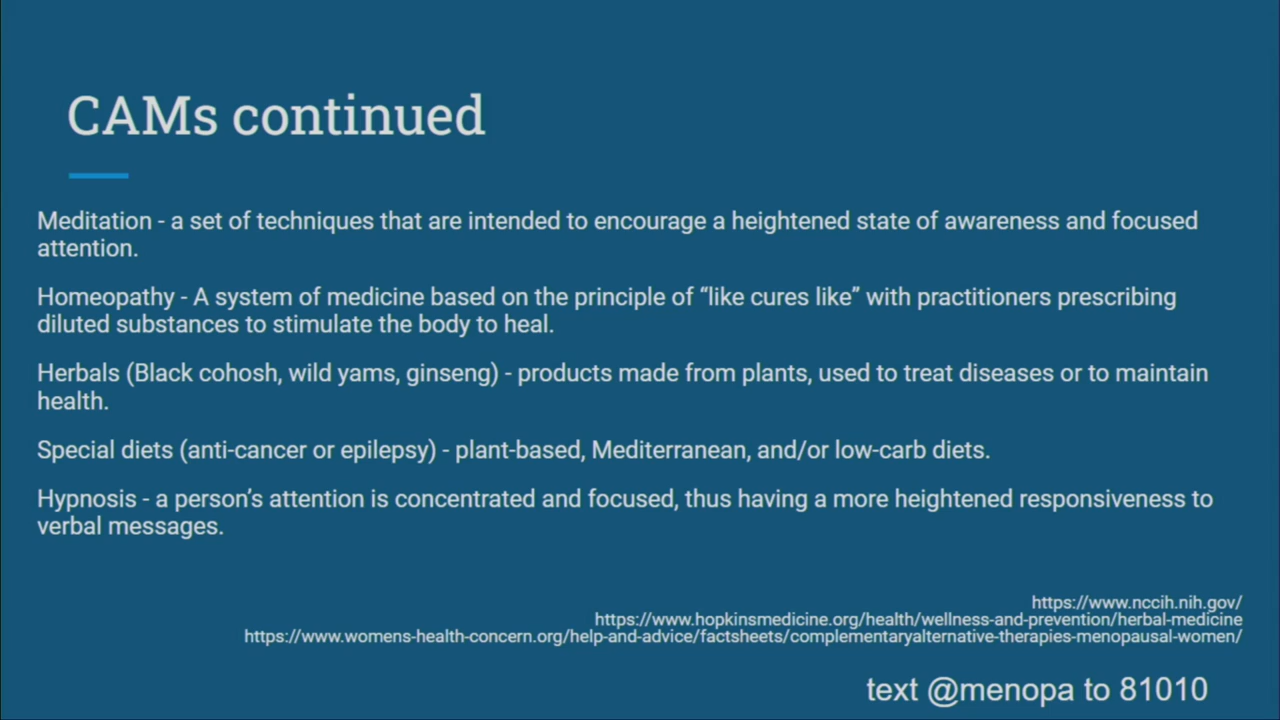 CAMs continued
Meditation - a set of techniques that are intended to encourage a heightened state of awareness and focused
attention.
Homeopathy - A system of medicine based on the principle of “like cures like” with practitioners prescribing
diluted substances to stimulate the body to heal.
Herbals (Black cohosh, wild yams, ginseng) - products made from plants, used to treat diseases or to maintain
health.
Special diets (anti-cancer or epilepsy) - plant-based, Mediterranean, and/or low-carb diets.
Hypnosis - a person’s attention is concentrated and focused, thus having a more heightened responsiveness to
verbal messages.
https://www.nccih.nih.gov/
https://www.hopkinsmedicine.org/health/wellness-and-prevention/herbal-medicine
https://www.womens-health-concern.org/help-and-advice/factsheets/complementaryalternative-therapies-menopausal-women/
text @menopa to 81010